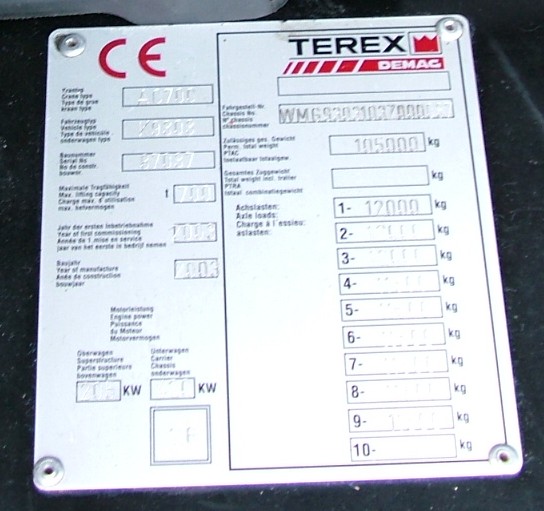 CE
TEREX
DEMAG
Krantyp
Crane type
Type de grue
kraan type
Fahrzeugtyp
Vehicle type
Type de véhicule
onderwagen type
Baunummer
Serial No
No de constr.
bouwnr.
Maximale Tragfähigkeit
Max. lifting capacity
Charge max. d'utilisation
max. hefvermogen
t
Jahr der ersten Inbetriebnahme
Year of first commissioning
Année de 1.mise en service
jaar van het eerste in bedrijf nemen
Baujahr
Year of manufacture
Année de construction
bouwjaar
Motorleistung
Engine power
Puissance
du Moteur
Motorvermogen
Oberwagen
Superstructure
Partie superieure
bovenwagen
KW
Unterwagen
Carrier
Chassis
onderwagen
KW
Fahrgestell-Nr.
Chassis No.
N° chassis
chassisnummer
Zulässiges ges. Gewicht
Perm. total weight
PTAC
toelaatbaar totaalgew.
105000 kg
Gesamtes Zuggewicht
Total weight incl. trailer
PTRA
totaal combinatiegewicht
kg
Achslasten:
Axle loads:
Charge à l'essieu:
aslasten:
1- 12000 kg
2- kg
3- kg
4- kg
5- kg
6- kg
7- kg
8- kg
9- kg
10- kg